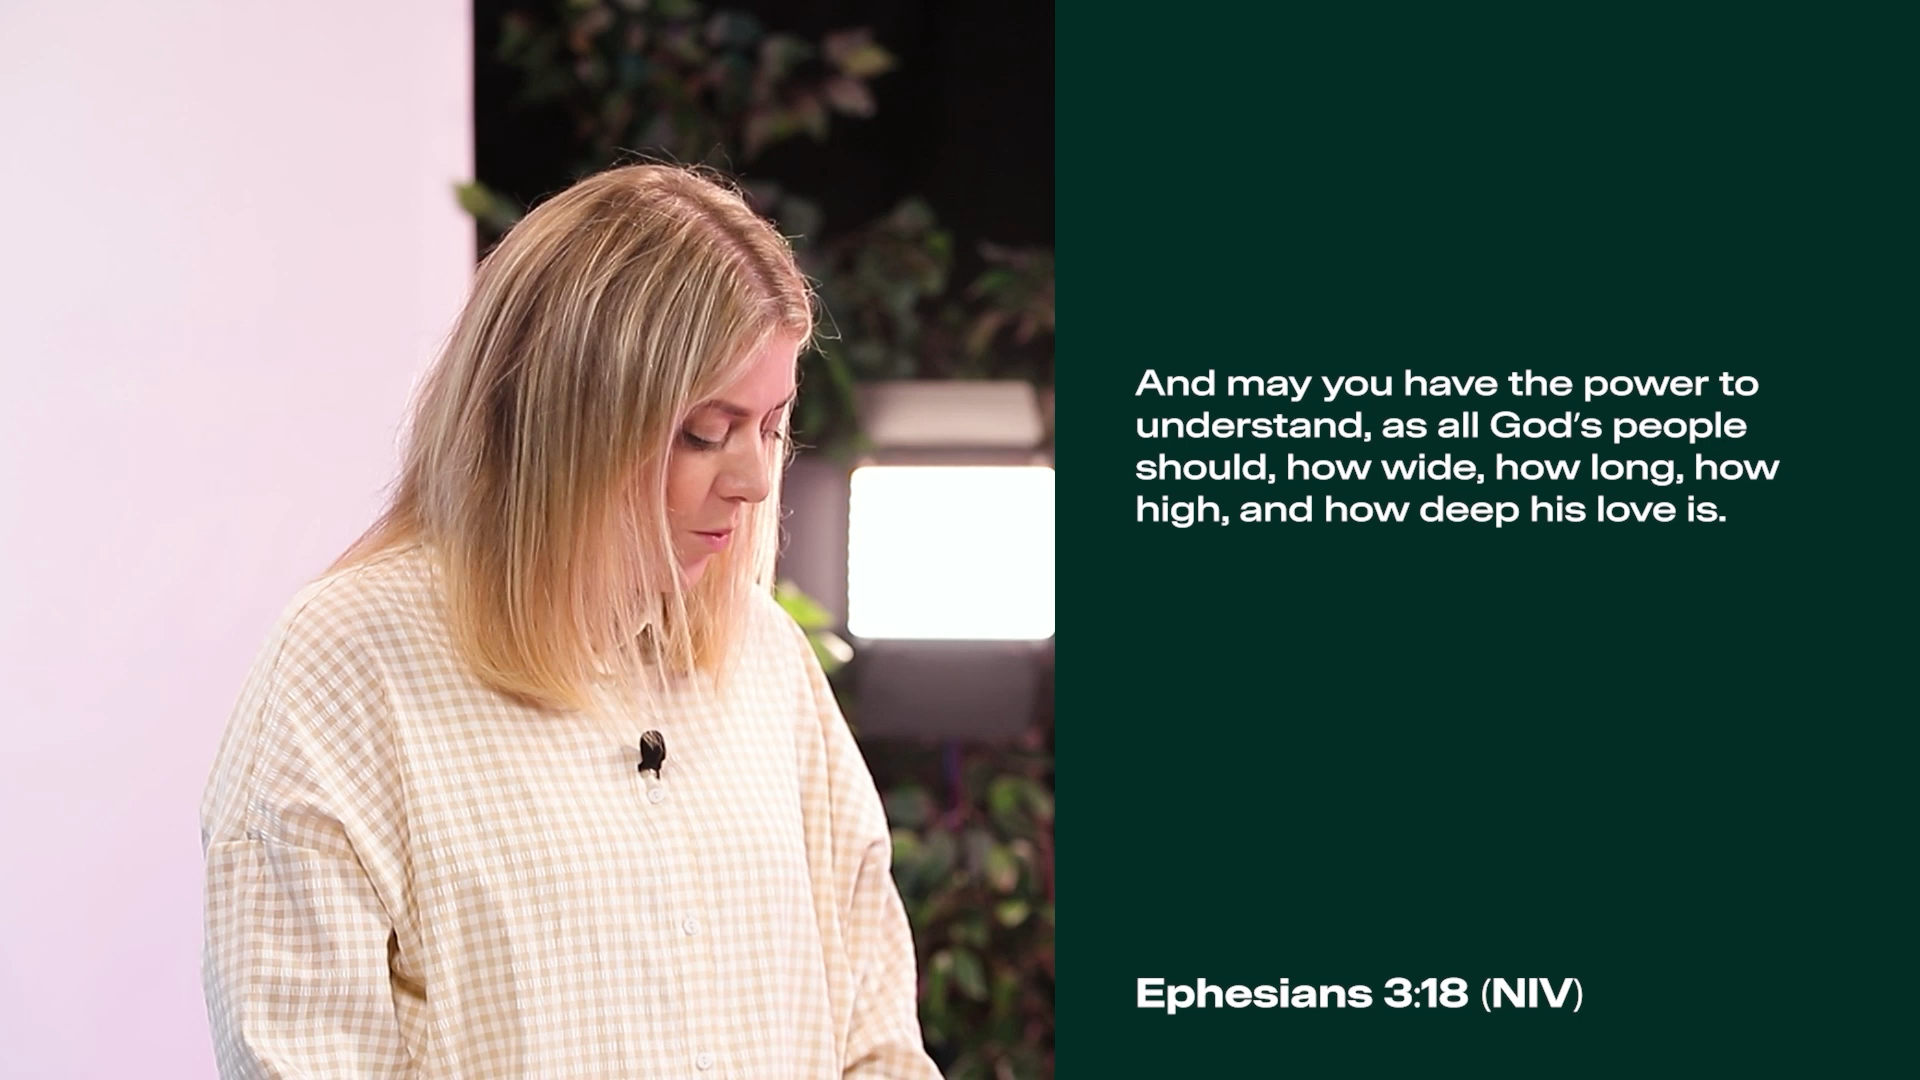 And may you have the power to
understand, as all God's people
should, how wide, how long, how
high, and how deep his love is.
Ephesians 3:18 (NIV)